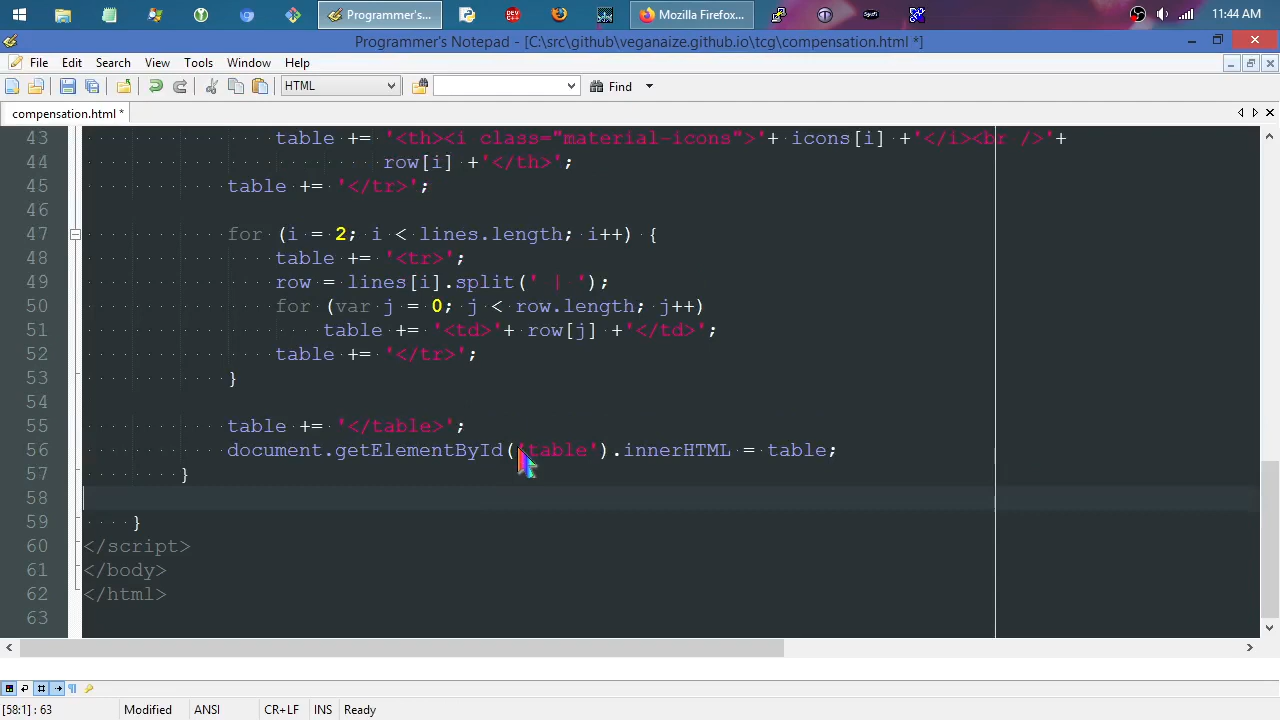 Programmer's...
Mozilla Firefox...
11:44 AM
Programmer's Notepad - [C:\src\github\veganaize.github.io\tcg\compensation.html *]
File Edit Search View Tools Window Help
HTML
Find
compensation.html *
43 table += '<th><i class="material-icons">'+ icons[i] +'</i><br />'+
44 row[i] +'</th>';
45 table += '</tr>';
46
47 for (i = 2; i < lines.length; i++) {
48 table += '<tr>';
49 row = lines[i].split(' | ');
50 for (var j = 0; j < row.length; j++)
51 table += '<td>'+ row[j] +'</td>';
52 table += '</tr>';
53 }
54
55 table += '</table>';
56 document.getElementById('table').innerHTML = table;
57 }
58
59 }
60 </script>
61 </body>
62 </html>
63
[58:1] : 63 Modified ANSI CR+LF INS Ready